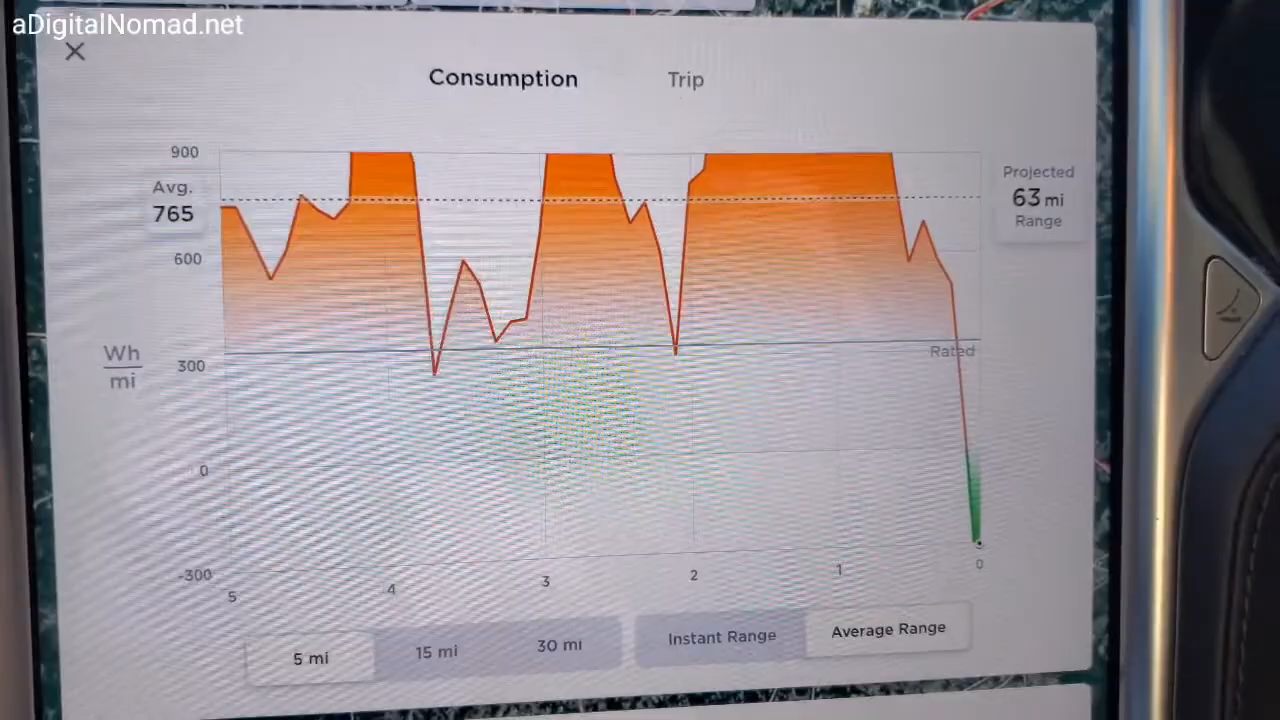 aDigitalNomad.net
Consumption
Trip
900
Avg.
765
600
Wh
mi
300
0
-300
Projected
63 mi
Range
Rated
5
4
3
2
1
0
5 mi
15 mi
30 mi
Instant Range
Average Range